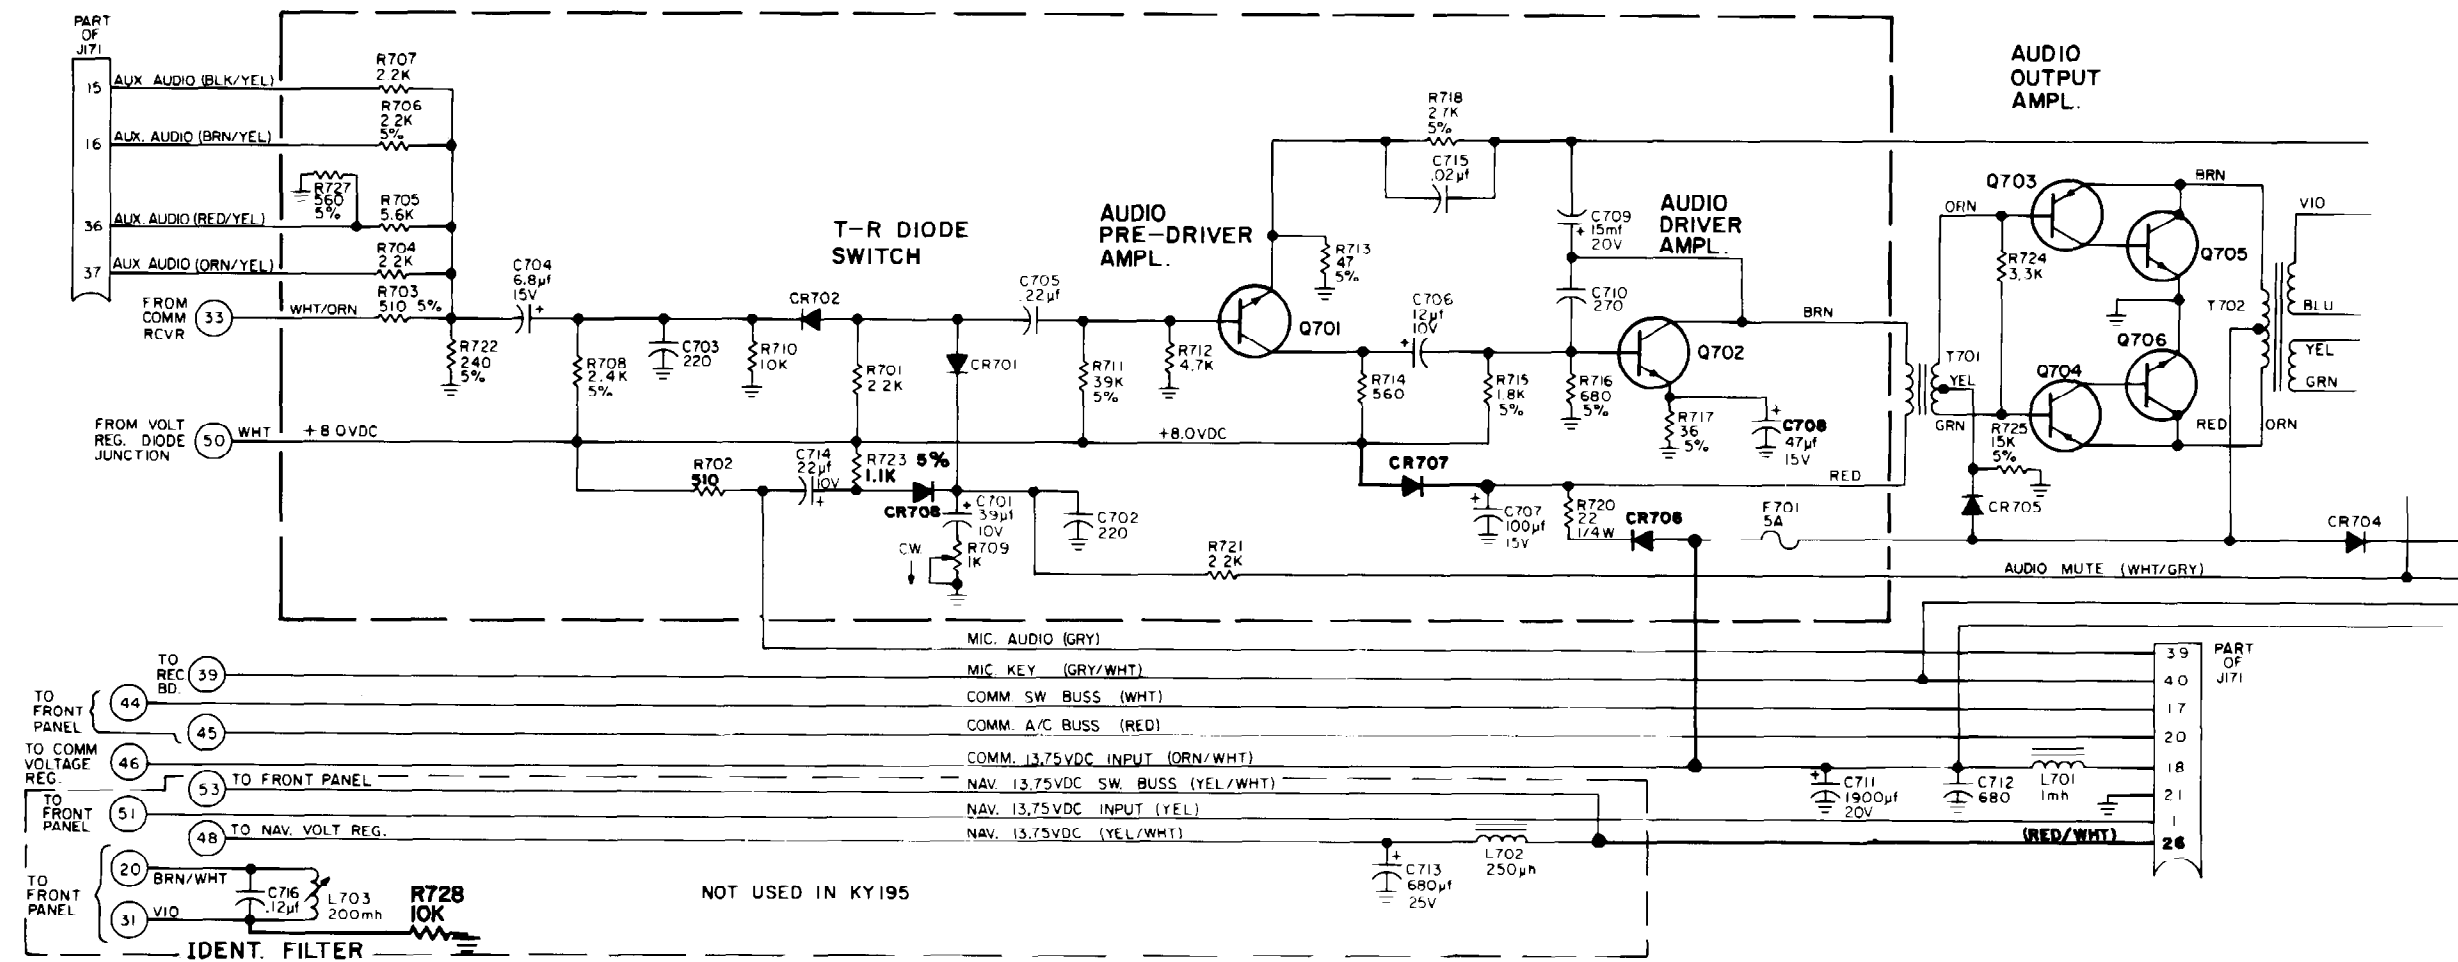 PART
OF
J171
15
AUX AUDIO (BLK/YEL)
R707
2.2K
16
AUX. AUDIO (BRN/YEL)
R706
2.2K
5%
R727
560
5%
36
AUX. AUDIO (RED/YEL)
R705
5.6K
37
AUX AUDIO (ORN/YEL)
R704
2.2K
FROM
COMM
RCVR
33
WHT/ORN
R703
510 5%
R722
240
5%
C704
6.8µf
15V
+
T-R DIODE
SWITCH
R708
2.4K
5%
C703
220
R710
10K
CR702
R701
2.2K
CR701
C705
.22µf
AUDIO
PRE-DRIVER
AMPL.
R711
39K
5%
R712
4.7K
Q701
R713
47
5%
R718
2.7K
5%
C715
.02µf
R714
560
C706
12µf
10V
+
R715
1.8K
5%
C709
+ 15mf
20V
C710
270
R716
680
5%
AUDIO
DRIVER
AMPL.
Q702
R717
36
5%
+
C708
47µf
15V
BRN
RED
T701
AUDIO
OUTPUT
AMPL.
ORN
YEL
GRN
Q703
R724
3.3K
Q705
Q706
Q704
R725
15K
5%
CR705
BRN
RED
ORN
T702
VIO
BLU
YEL
GRN
CR704
FROM VOLT
REG. DIODE
JUNCTION
50
WHT
+8.0VDC
+8.0VDC
R702
510
C714
22µf
10V
+
R723
1.1K
5%
CR708
+
C701
39µf
10V
CW
R709
1K
C702
220
CR707
+
C707
100µf
15V
R720
22
1/4W
CR706
F701
5A
R721
2.2K
AUDIO MUTE (WHT/GRY)
MIC. AUDIO (GRY)
39
PART
OF
J171
TO
REC
BD.
39
MIC. KEY (GRY/WHT)
40
TO
FRONT
PANEL
44
COMM. SW BUSS (WHT)
17
45
COMM. A/C BUSS (RED)
20
TO COMM
VOLTAGE
REG.
46
COMM. 13.75VDC INPUT (ORN/WHT)
+
C711
1900µf
20V
C712
680
L701
1mh
18
21
53
TO FRONT PANEL
NAV. 13.75VDC SW. BUSS (YEL/WHT)
TO
FRONT
PANEL
51
NAV. 13.75VDC INPUT (YEL)
1
48
TO NAV. VOLT REG.
NAV. 13.75VDC (YEL/WHT)
+
C713
680µf
25V
L702
250µh
(RED/WHT)
26
TO
FRONT
PANEL
20
BRN/WHT
31
VIO
C716
.12µf
L703
200mh
R728
10K
NOT USED IN KY195
IDENT. FILTER